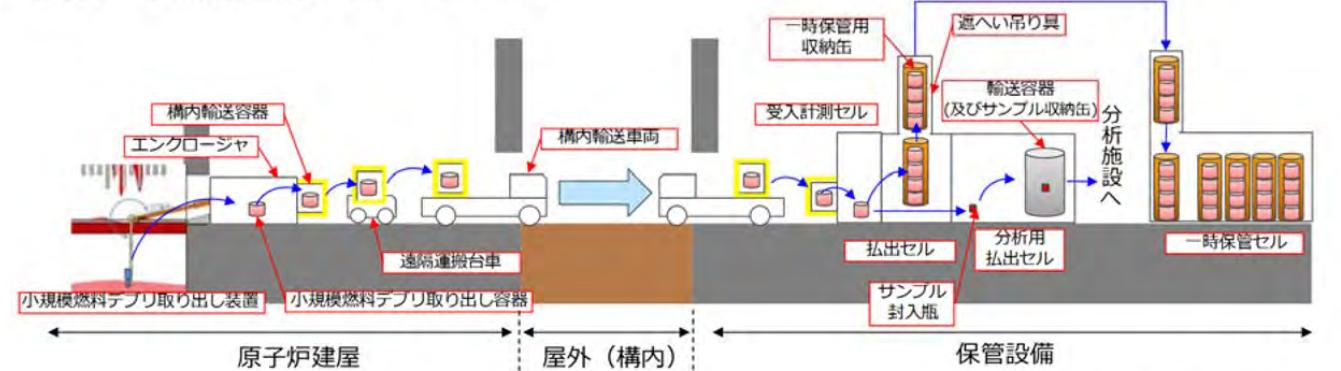 一時保管用
収納缶
遮へい吊り具
輸送容器
(及びサンプル収納缶)
構内輸送容器
受入計測セル
エンクロージャ
構内輸送車両
分析施設へ
遠隔運搬台車
払出セル
分析用
払出セル
一時保管セル
小規模燃料デブリ取り出し装置
小規模燃料デブリ取り出し容器
サンプル
封入瓶
原子炉建屋
屋外（構内）
保管設備